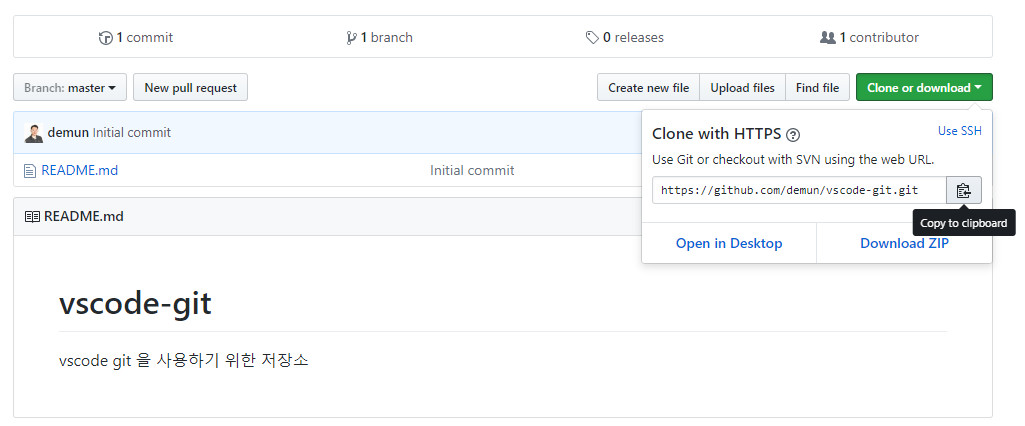 1 commit
1 branch
0 releases
1 contributor
Branch: master
New pull request
Create new file
Upload files
Find file
Clone or download
demun Initial commit
README.md
Initial commit
Clone with HTTPS ?
Use SSH
Use Git or checkout with SVN using the web URL.
https://github.com/demun/vscode-git.git
Copy to clipboard
Open in Desktop
Download ZIP
README.md
vscode-git
vscode git 을 사용하기 위한 저장소